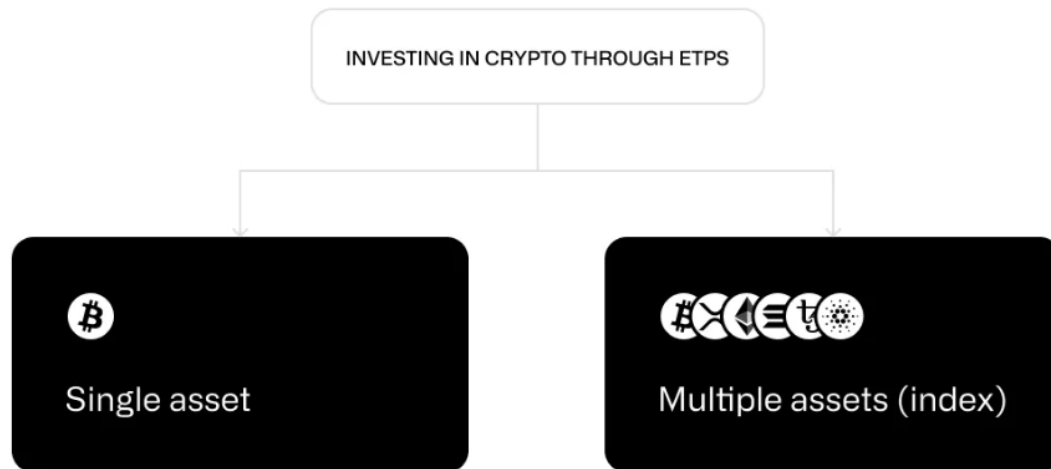 INVESTING IN CRYPTO THROUGH ETPS
Single asset
Multiple assets (index)